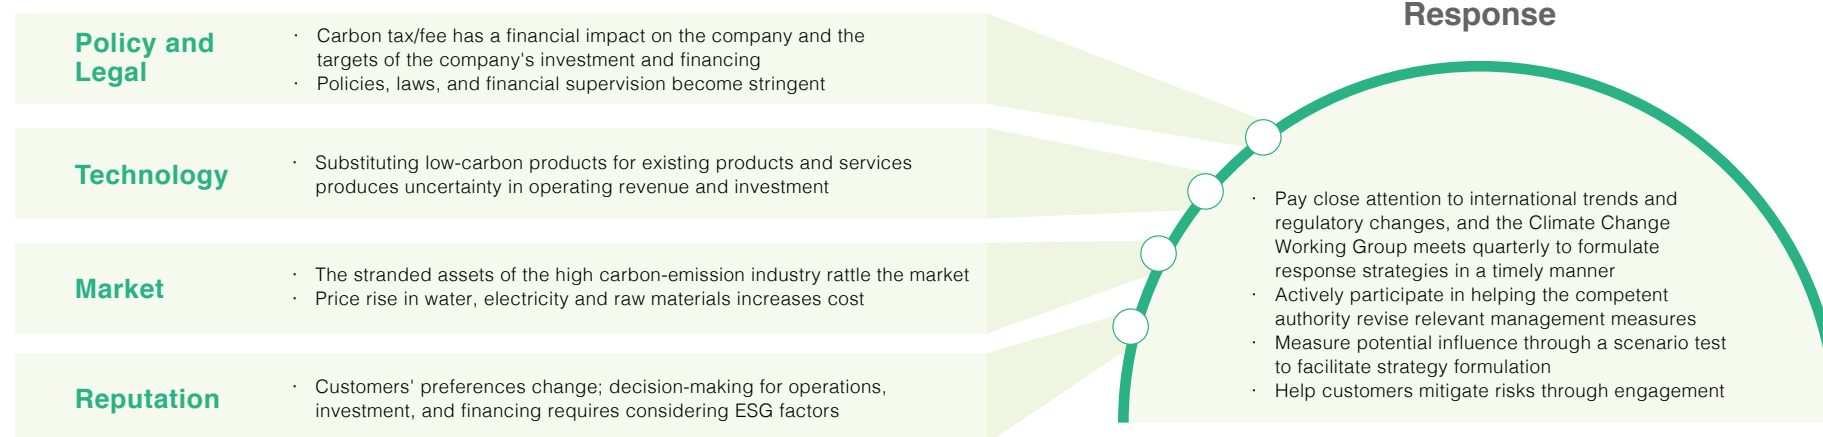 Response
Policy and
Legal
· Carbon tax/fee has a financial impact on the company and the
targets of the company's investment and financing
· Policies, laws, and financial supervision become stringent
Technology
· Substituting low-carbon products for existing products and services
produces uncertainty in operating revenue and investment
Market
· The stranded assets of the high carbon-emission industry rattle the market
· Price rise in water, electricity and raw materials increases cost
Reputation
· Customers' preferences change; decision-making for operations,
investment, and financing requires considering ESG factors
· Pay close attention to international trends and
regulatory changes, and the Climate Change
Working Group meets quarterly to formulate
response strategies in a timely manner
· Actively participate in helping the competent
authority revise relevant management measures
· Measure potential influence through a scenario test
to facilitate strategy formulation
· Help customers mitigate risks through engagement